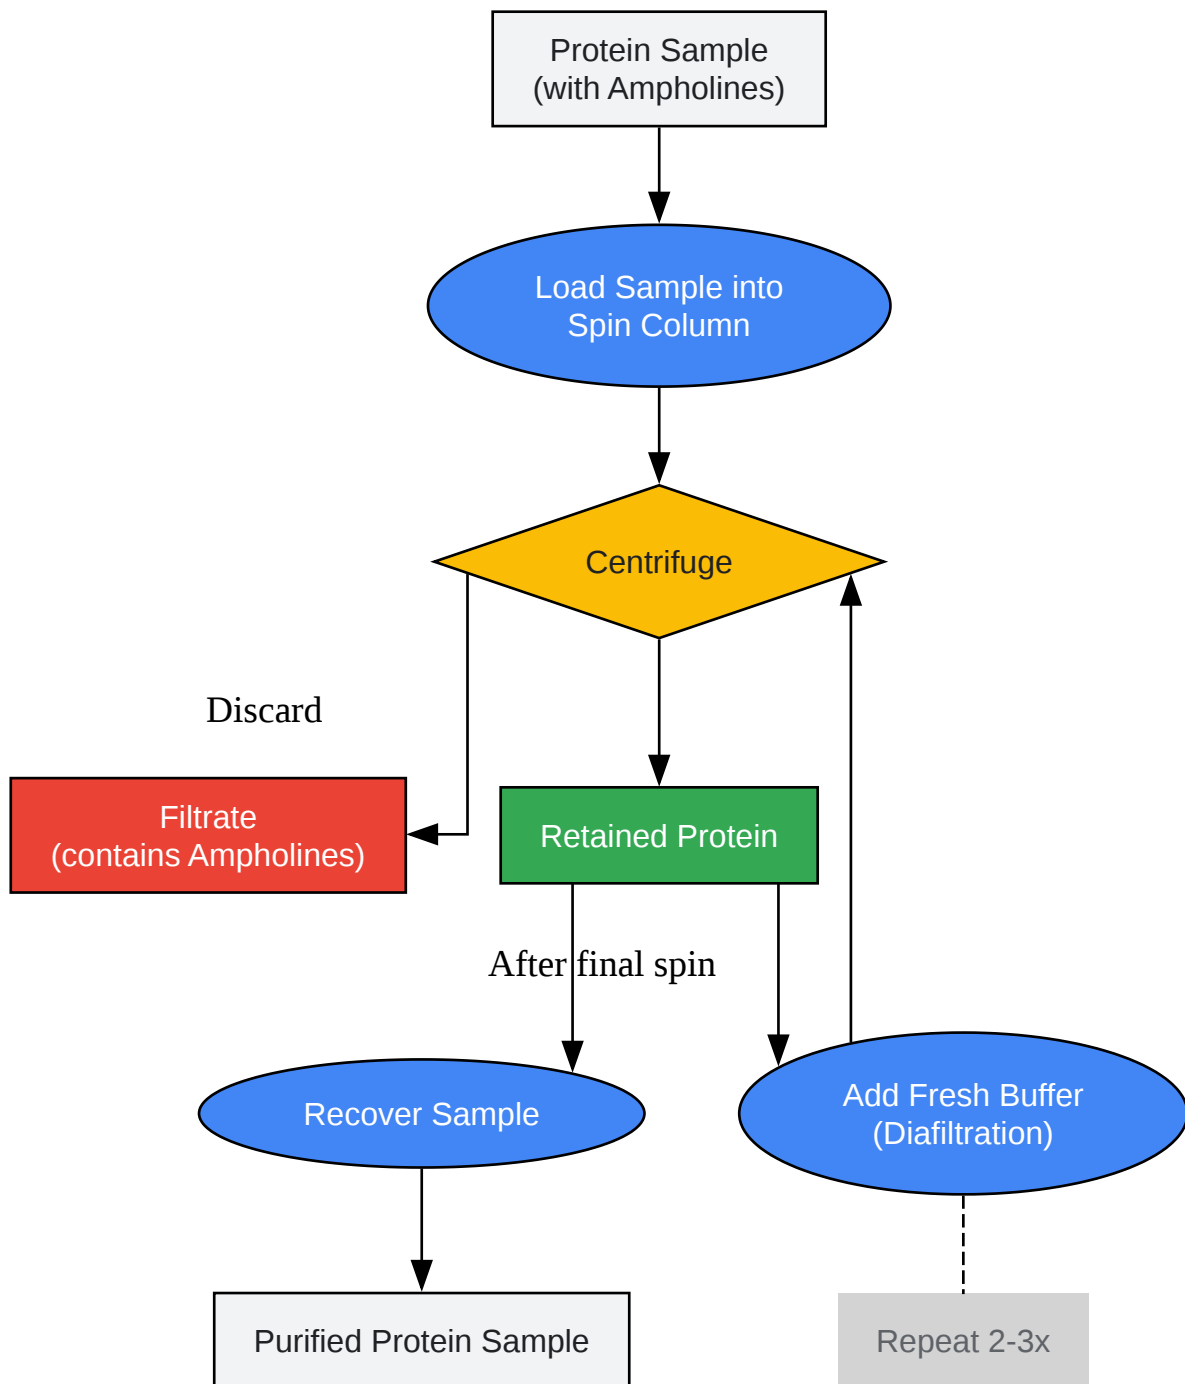 Protein Sample
(with Ampholines)
Load Sample into
Spin Column
Centrifuge
Discard
Filtrate
(contains Ampholines)
Retained Protein
After final spin
Recover Sample
Add Fresh Buffer
(Diafiltration)
Purified Protein Sample
Repeat 2-3x